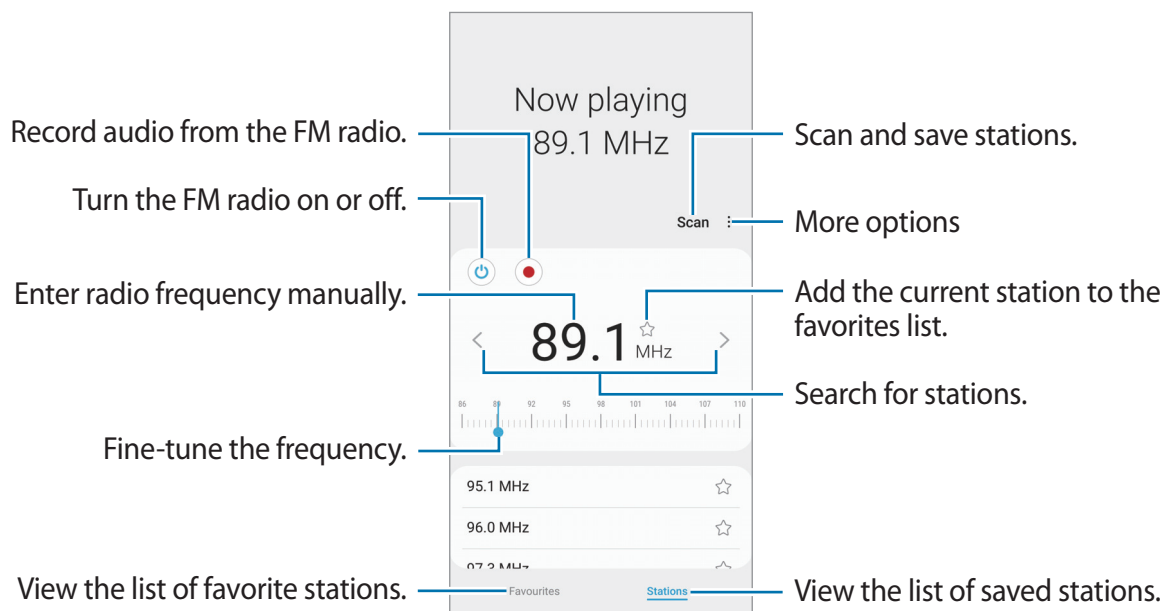 Now playing
89.1 MHz
Record audio from the FM radio.
Scan and save stations.
Turn the FM radio on or off.
Scan
More options
Enter radio frequency manually.
Add the current station to the
favorites list.
89.1 MHz
Search for stations.
86 89 92 95 98 101 104 107 110
Fine-tune the frequency.
95.1 MHz
96.0 MHz
97.3 MHz
View the list of favorite stations.
Favourites
Stations
View the list of saved stations.